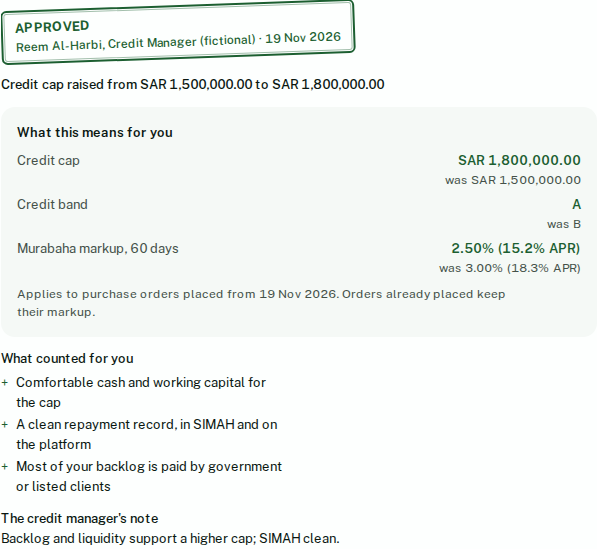 APPROVED
Reem Al-Harbi, Credit Manager (fictional) · 19 Nov 2026
Credit cap raised from SAR 1,500,000.00 to SAR 1,800,000.00
What this means for you
Credit cap
SAR 1,800,000.00
was SAR 1,500,000.00
Credit band
A
was B
Murabaha markup, 60 days
2.50% (15.2% APR)
was 3.00% (18.3% APR)
Applies to purchase orders placed from 19 Nov 2026. Orders already placed keep
their markup.
What counted for you
+ Comfortable cash and working capital for
the cap
+ A clean repayment record, in SIMAH and on
the platform
+ Most of your backlog is paid by government
or listed clients
The credit manager's note
Backlog and liquidity support a higher cap; SIMAH clean.